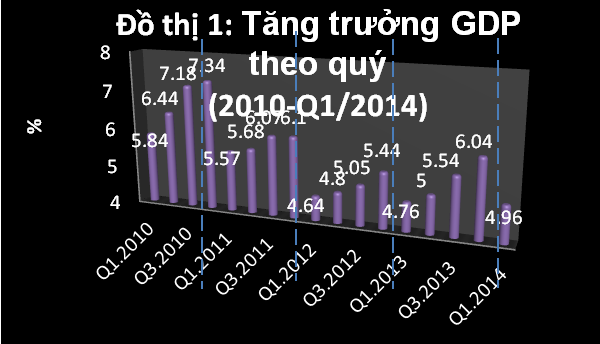 Đồ thị 1: Tăng trưởng GDP
theo quý
(2010-Q1/2014)
8
7
6
5
4
%
5.84
6.44
7.18
7.34
5.57
5.68
6.07
6.1
4.64
4.8
5.05
5.44
4.76
5
5.54
6.04
4.96
Q1.2010
Q3.2010
Q1.2011
Q3.2011
Q1.2012
Q3.2012
Q1.2013
Q3.2013
Q1.2014